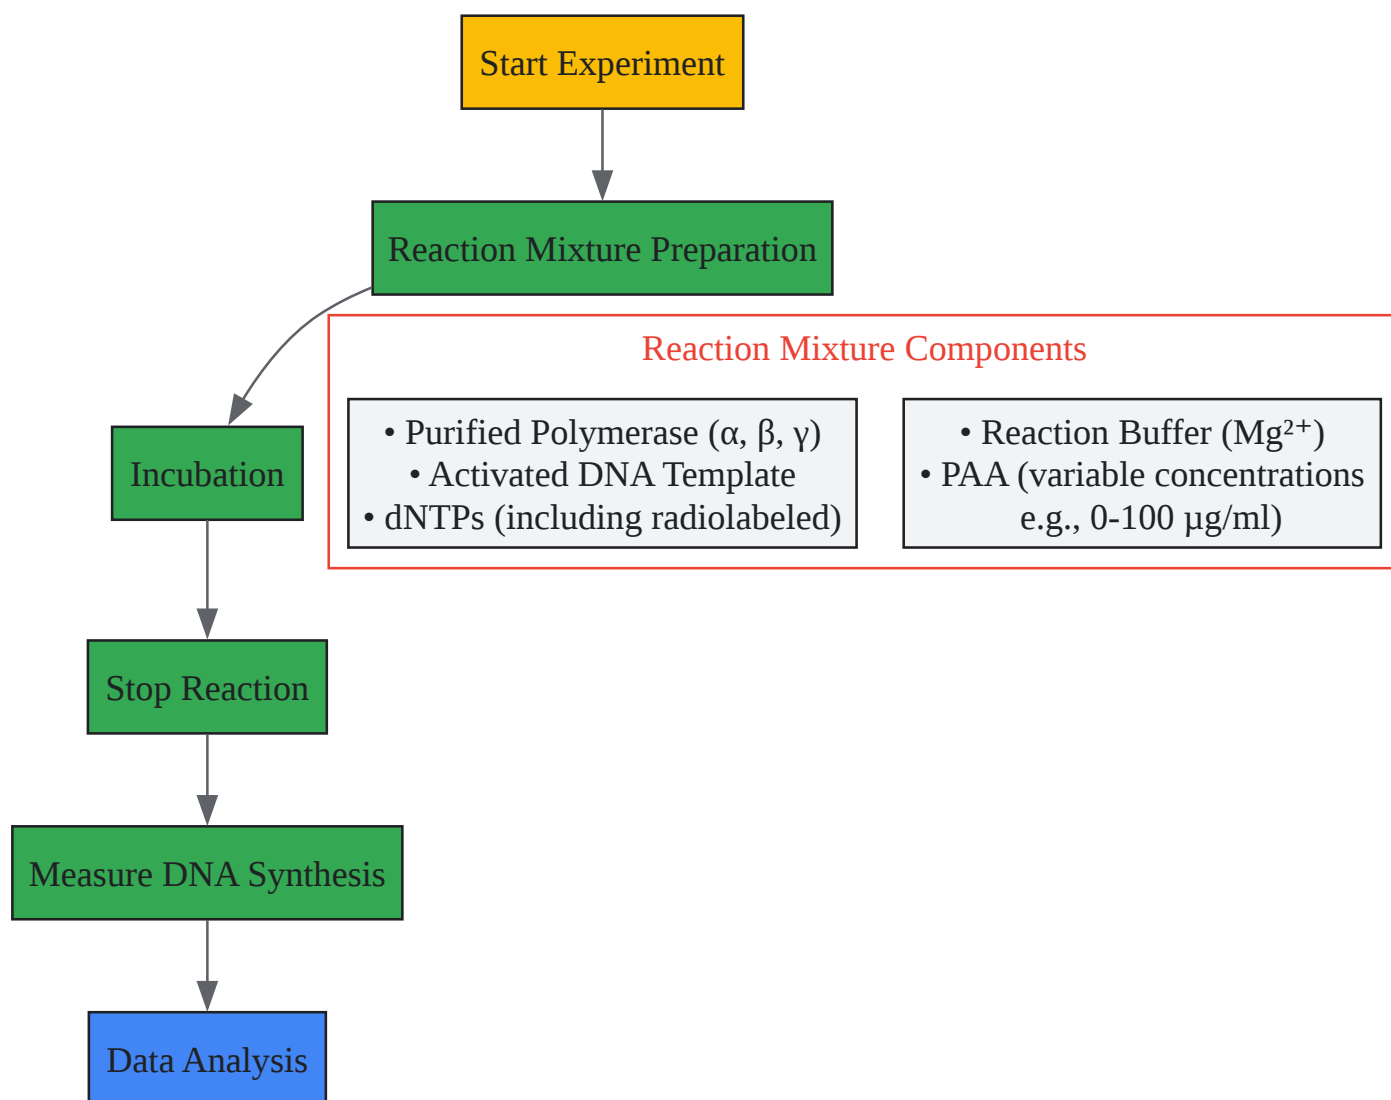 Start Experiment
Reaction Mixture Preparation
Reaction Mixture Components
• Purified Polymerase (α, β, γ)
• Activated DNA Template
• dNTPs (including radiolabeled)
• Reaction Buffer (Mg²⁺)
• PAA (variable concentrations
e.g., 0-100 µg/ml)
Incubation
Stop Reaction
Measure DNA Synthesis
Data Analysis